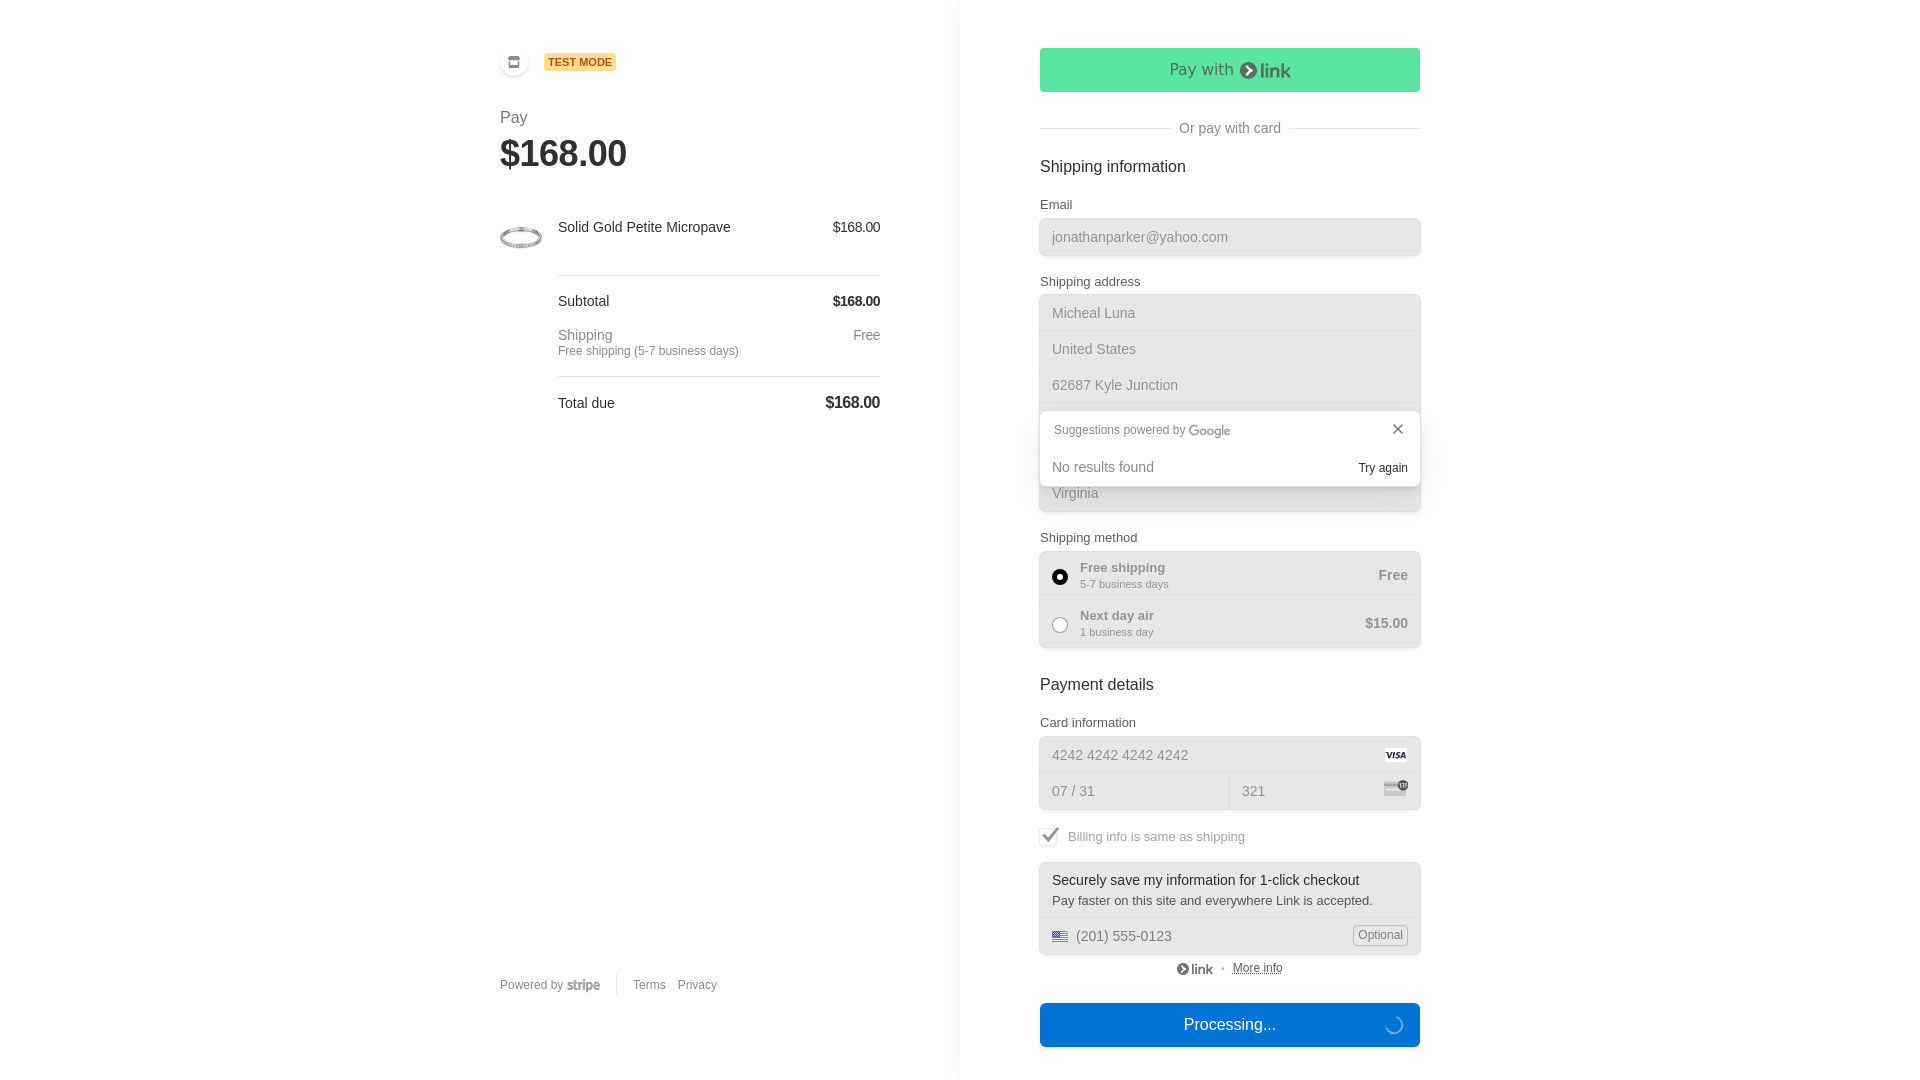 TEST MODE
Pay
$168.00
Solid Gold Petite Micropave $168.00
Subtotal $168.00
Shipping Free
Free shipping (5-7 business days)
Total due $168.00
Powered by stripe Terms Privacy
Pay with link
Or pay with card
Shipping information
Email
jonathanparker@yahoo.com
Shipping address
Micheal Luna
United States
62687 Kyle Junction
Suggestions powered by Google
No results found Try again
Virginia
Shipping method
Free shipping
5-7 business days
Free
Next day air
1 business day
$15.00
Payment details
Card information
4242 4242 4242 4242 VISA
07 / 31 321
Billing info is same as shipping
Securely save my information for 1-click checkout
Pay faster on this site and everywhere Link is accepted.
(201) 555-0123 Optional
link • More info
Processing...